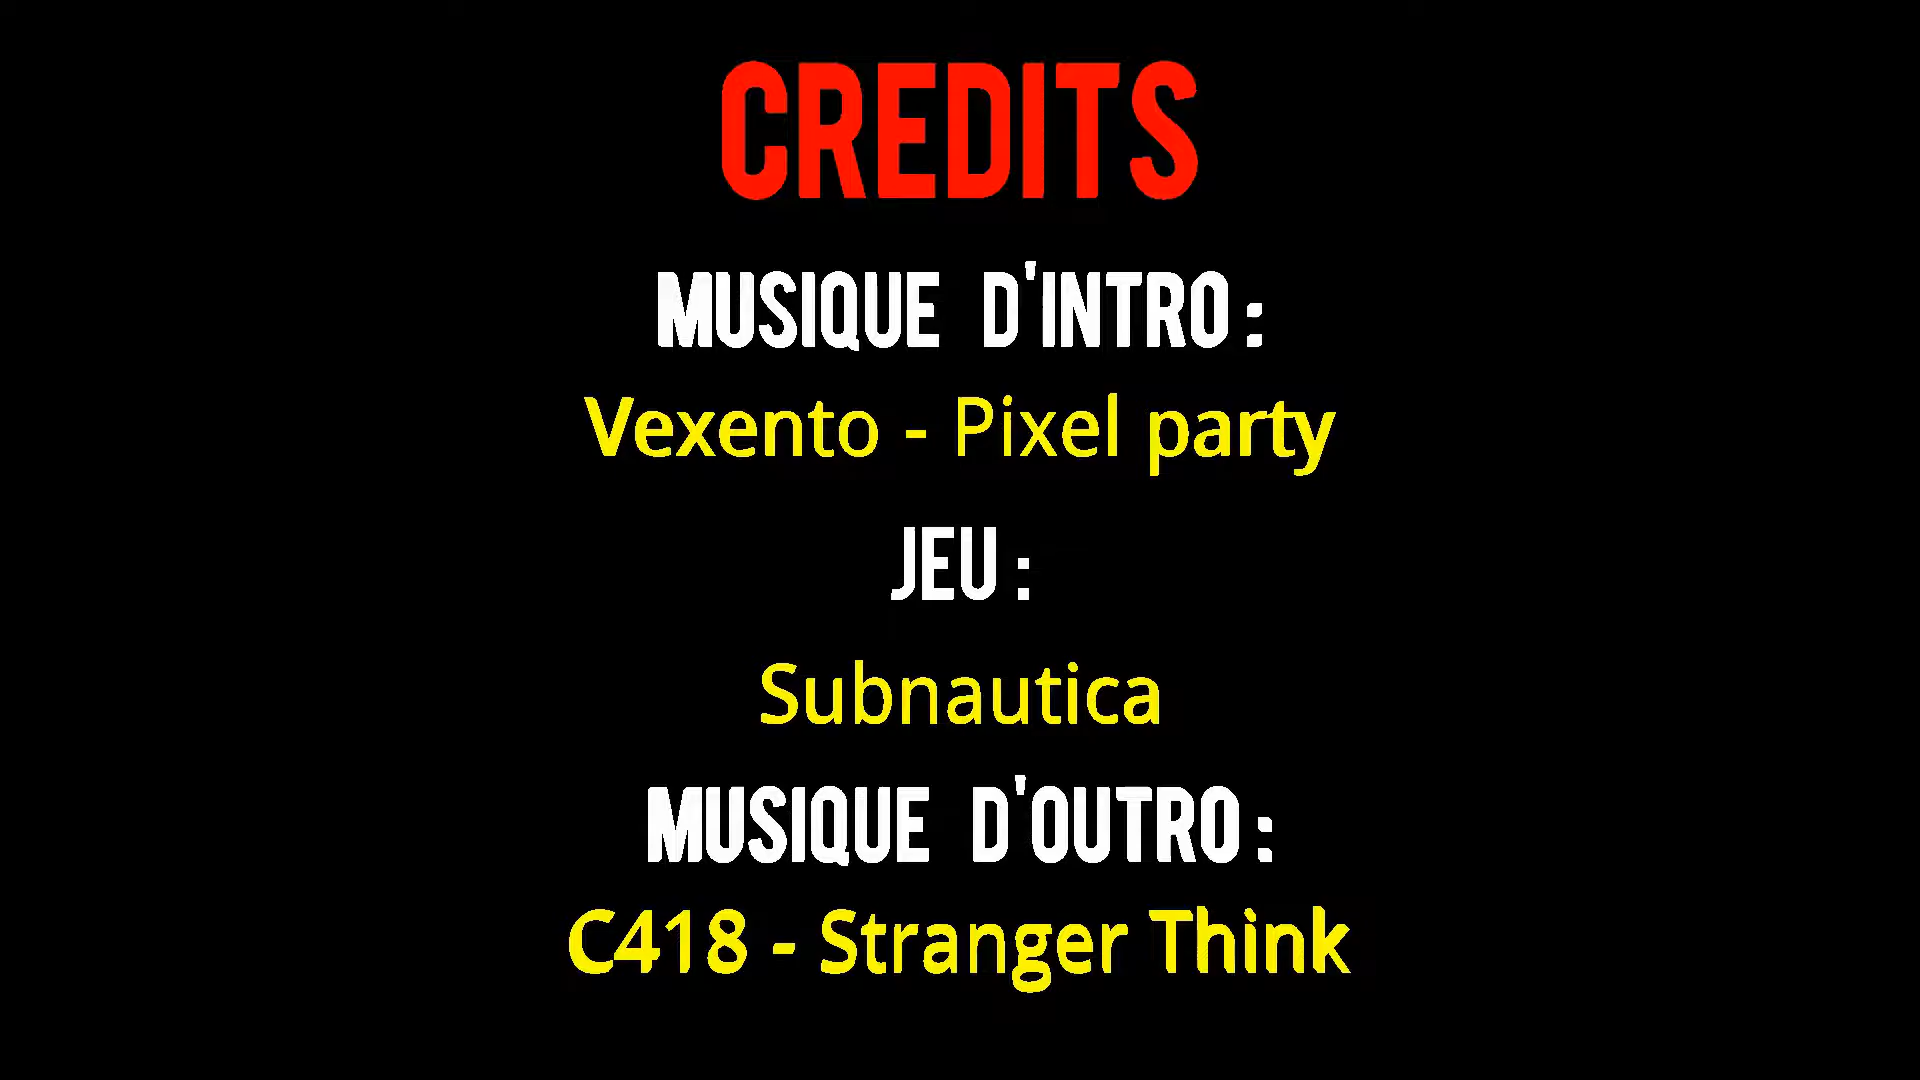 CREDITS
MUSIQUE D'INTRO :
Vexento - Pixel party
JEU :
Subnautica
MUSIQUE D'OUTRO :
C418 - Stranger Think